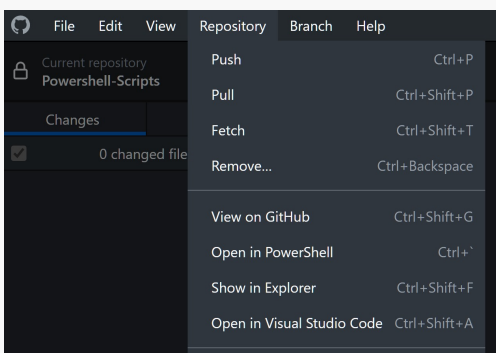 File Edit View Repository Branch Help
Current repository
Powershell-Scripts
Changes
0 changed file
Push Ctrl+P
Pull Ctrl+Shift+P
Fetch Ctrl+Shift+T
Remove... Ctrl+Backspace
View on GitHub Ctrl+Shift+G
Open in PowerShell Ctrl+`
Show in Explorer Ctrl+Shift+F
Open in Visual Studio Code Ctrl+Shift+A